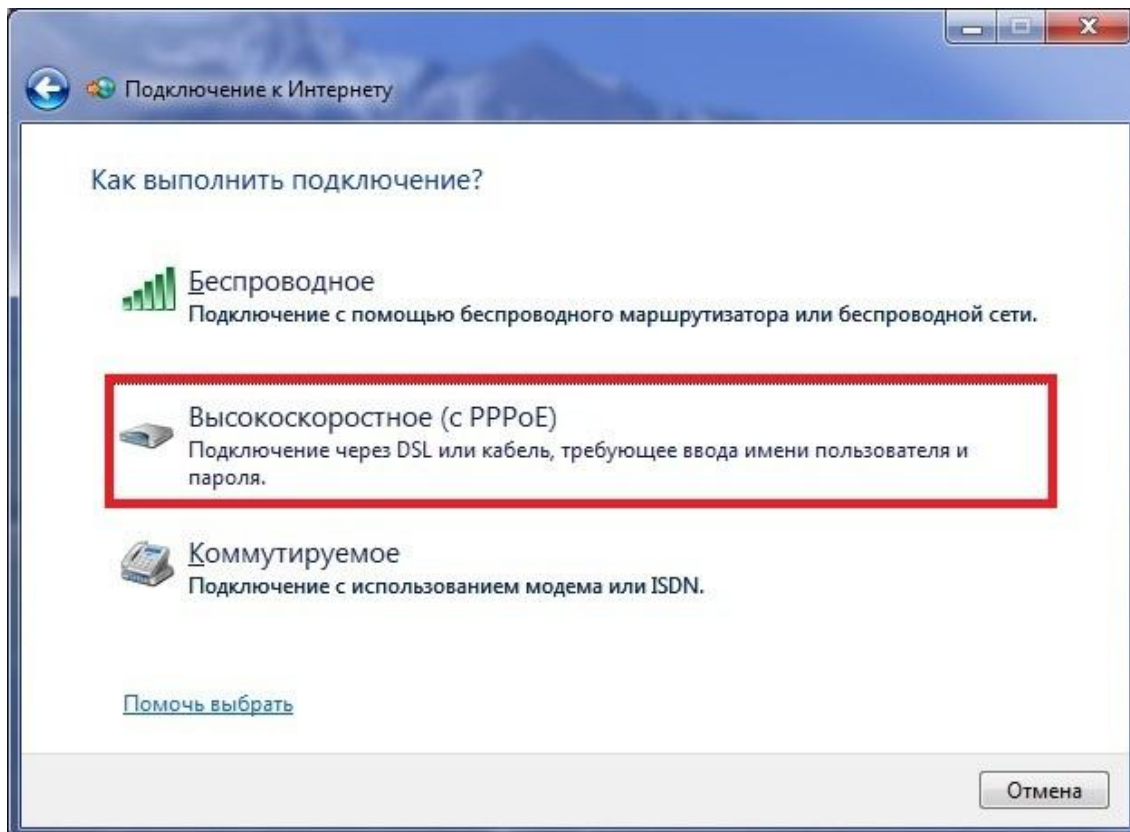 Подключение к Интернету
Как выполнить подключение?
Беспроводное
Подключение с помощью беспроводного маршрутизатора или беспроводной сети.
Высокоскоростное (с PPPoE)
Подключение через DSL или кабель, требующее ввода имени пользователя и
пароля.
Коммутируемое
Подключение с использованием модема или ISDN.
Помочь выбрать
Отмена